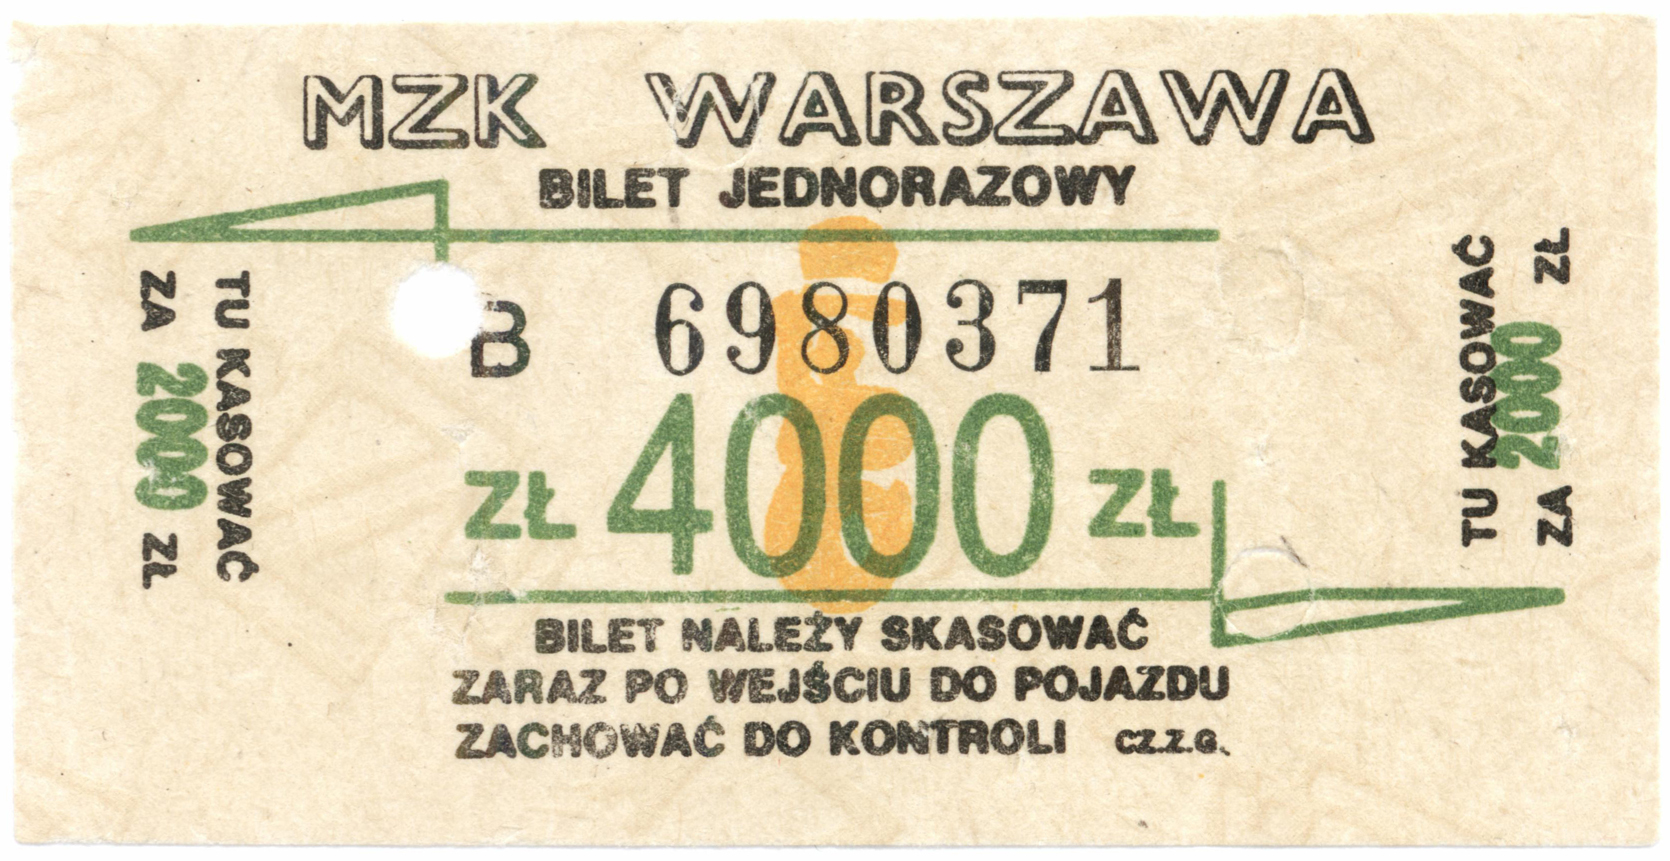 MZK WARSZAWA
BILET JEDNORAZOWY
TU KASOWAĆ
ZA 2000 ZŁ
B 6980371
ZŁ 4000 ZŁ
TU KASOWAĆ
ZA 2000 ZŁ
BILET NALEŻY SKASOWAĆ
ZARAZ PO WEJŚCIU DO POJAZDU
ZACHOWAĆ DO KONTROLI CZ.Z.G.